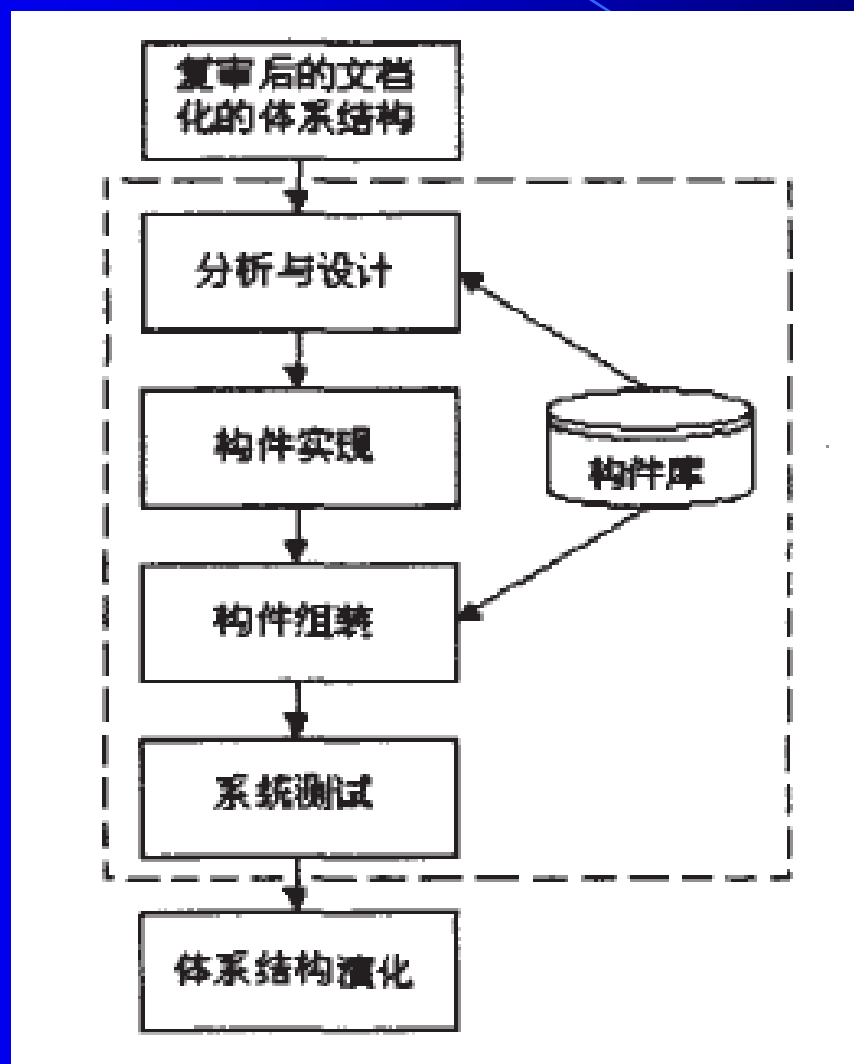 复审后的文档
化的体系结构
分析与设计
构件实现
构件库
构件组装
系统测试
体系结构演化